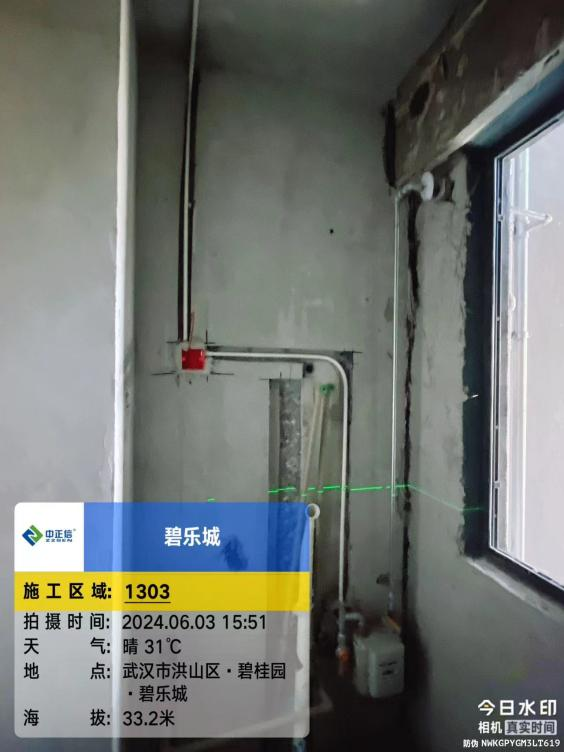 中正信®
ZZSEN
碧乐城
施工区域: 1303
拍摄时间: 2024.06.03 15:51
天气: 晴 31℃
地点: 武汉市洪山区·碧桂园
·碧乐城
海拔: 33.2米
今日水印
相机 真实时间
防伪 NWKGPYGM3LT619